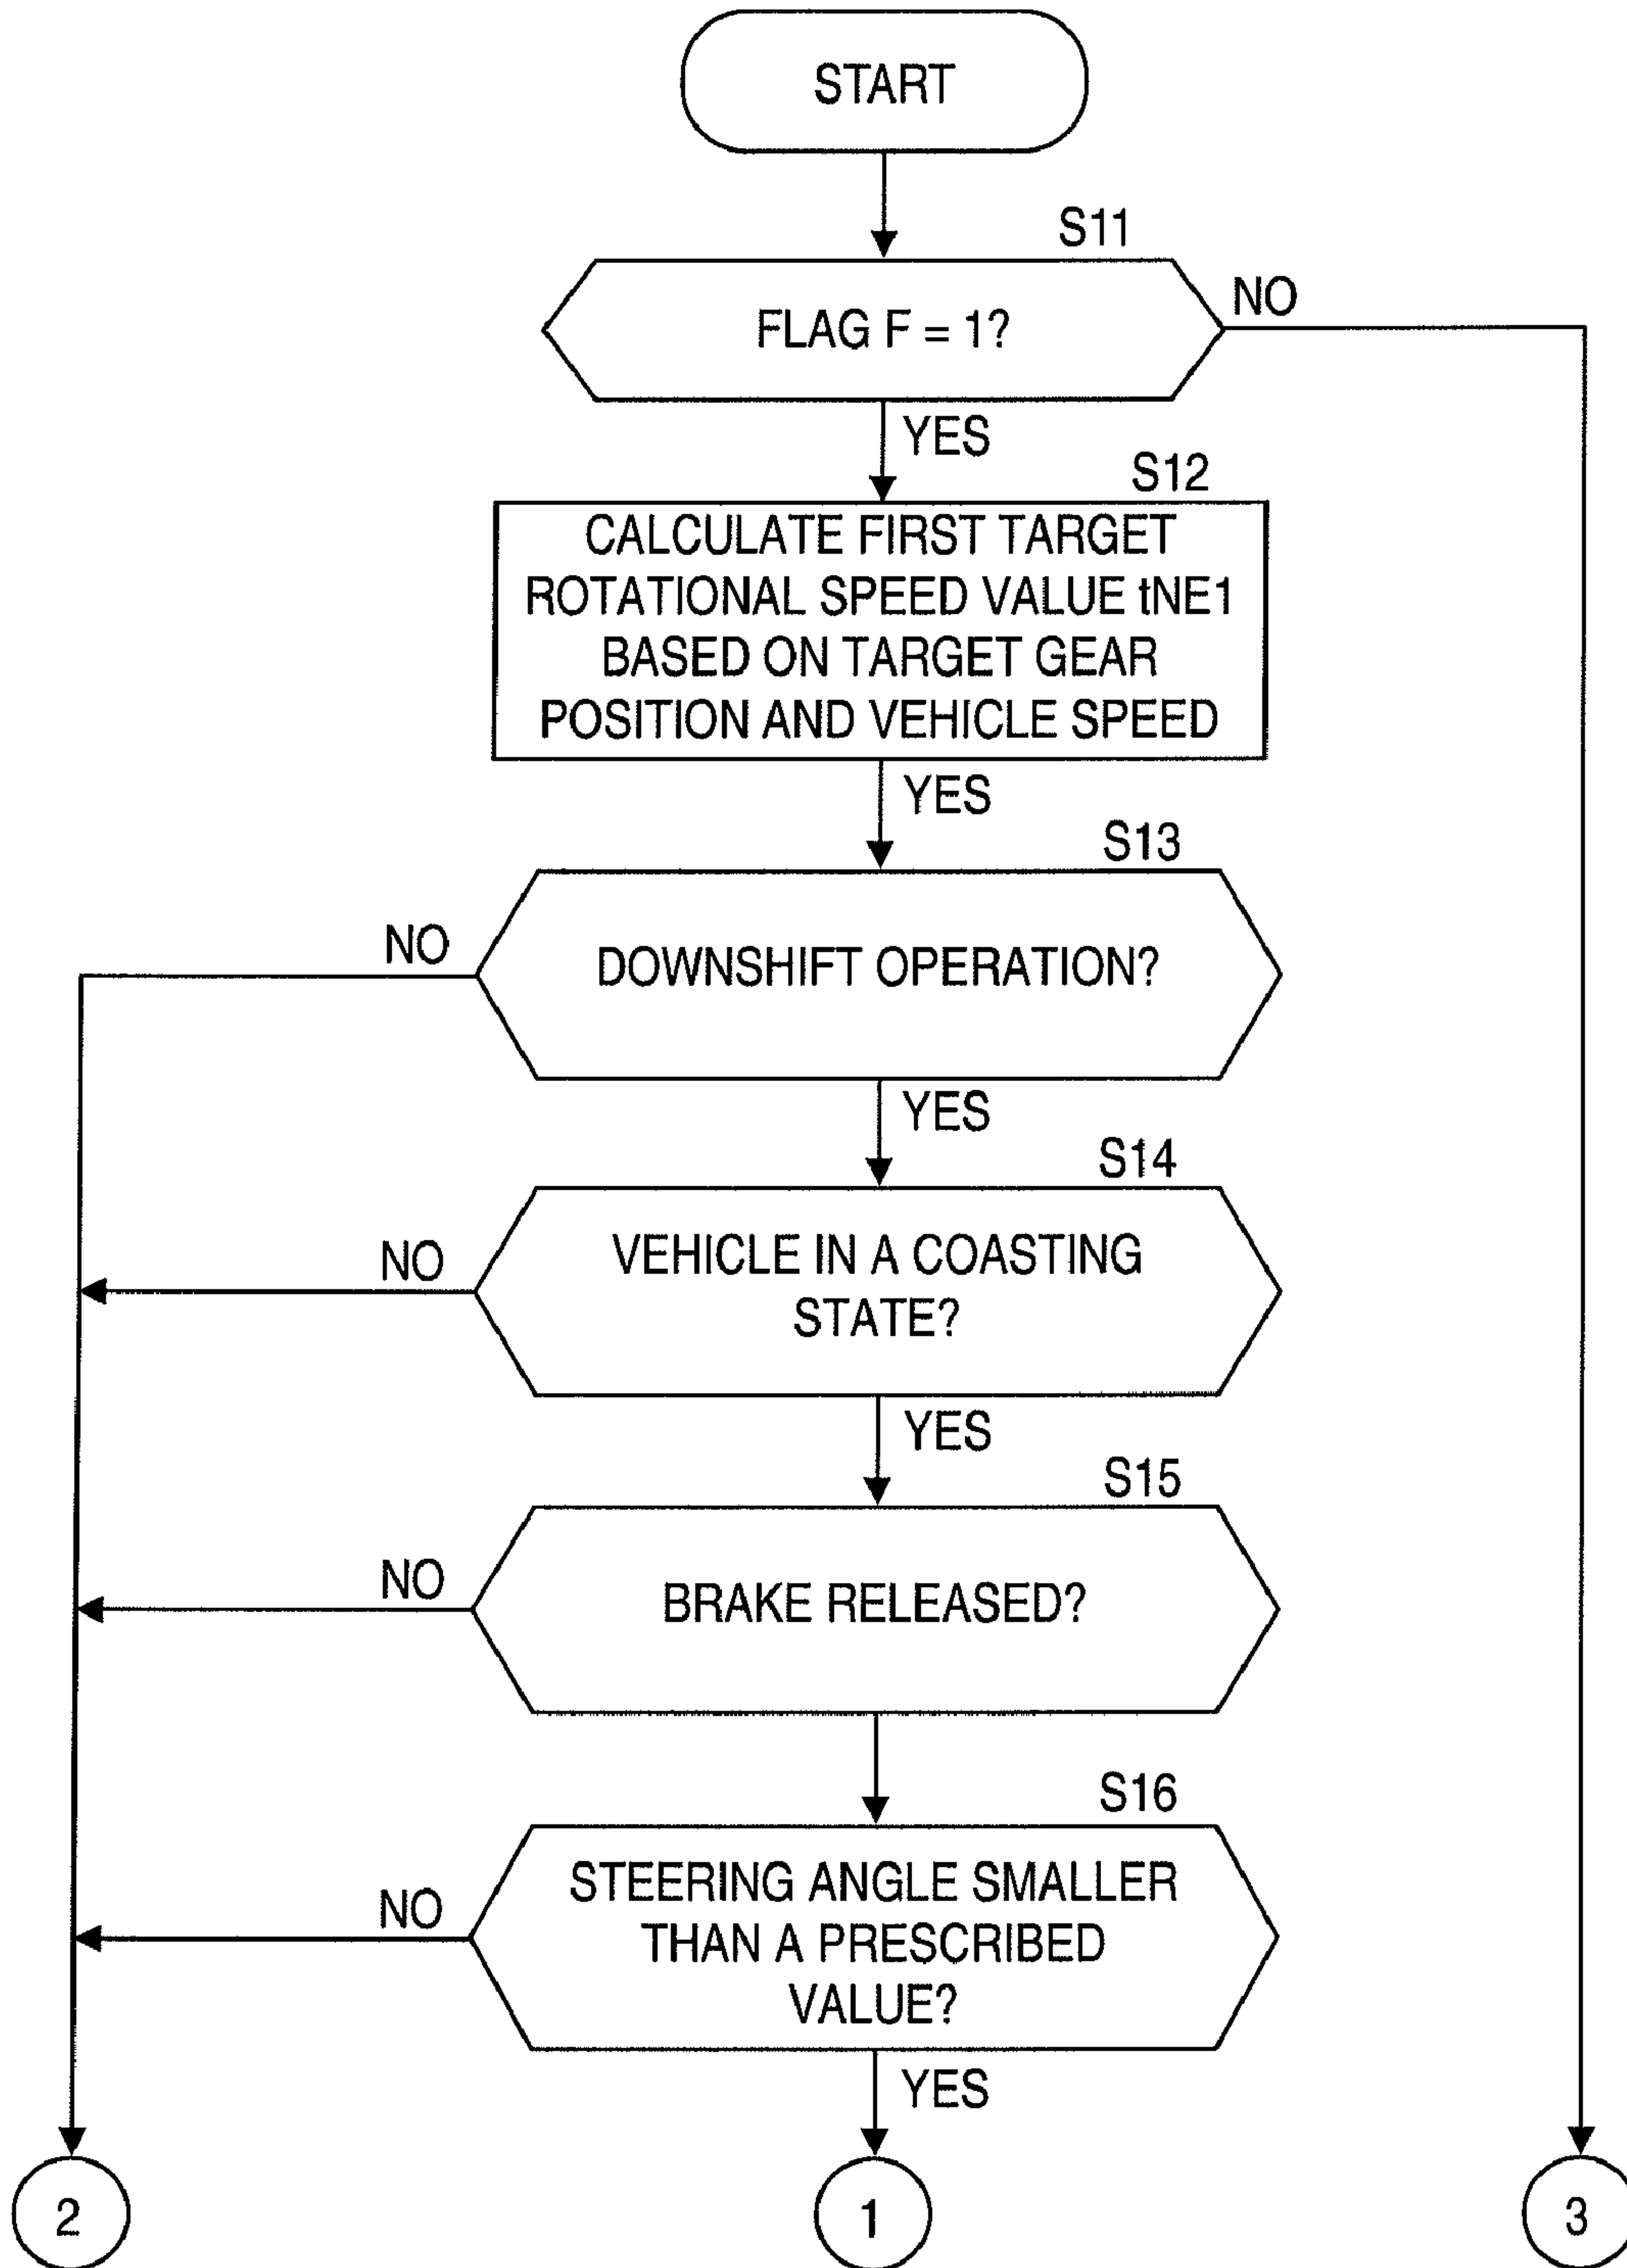 START
S11
FLAG F = 1?
NO
YES
S12
CALCULATE FIRST TARGET
ROTATIONAL SPEED VALUE tNE1
BASED ON TARGET GEAR
POSITION AND VEHICLE SPEED
YES
S13
NO
DOWNSHIFT OPERATION?
YES
S14
NO
VEHICLE IN A COASTING
STATE?
YES
S15
NO
BRAKE RELEASED?
S16
NO
STEERING ANGLE SMALLER
THAN A PRESCRIBED
VALUE?
YES
2
1
3